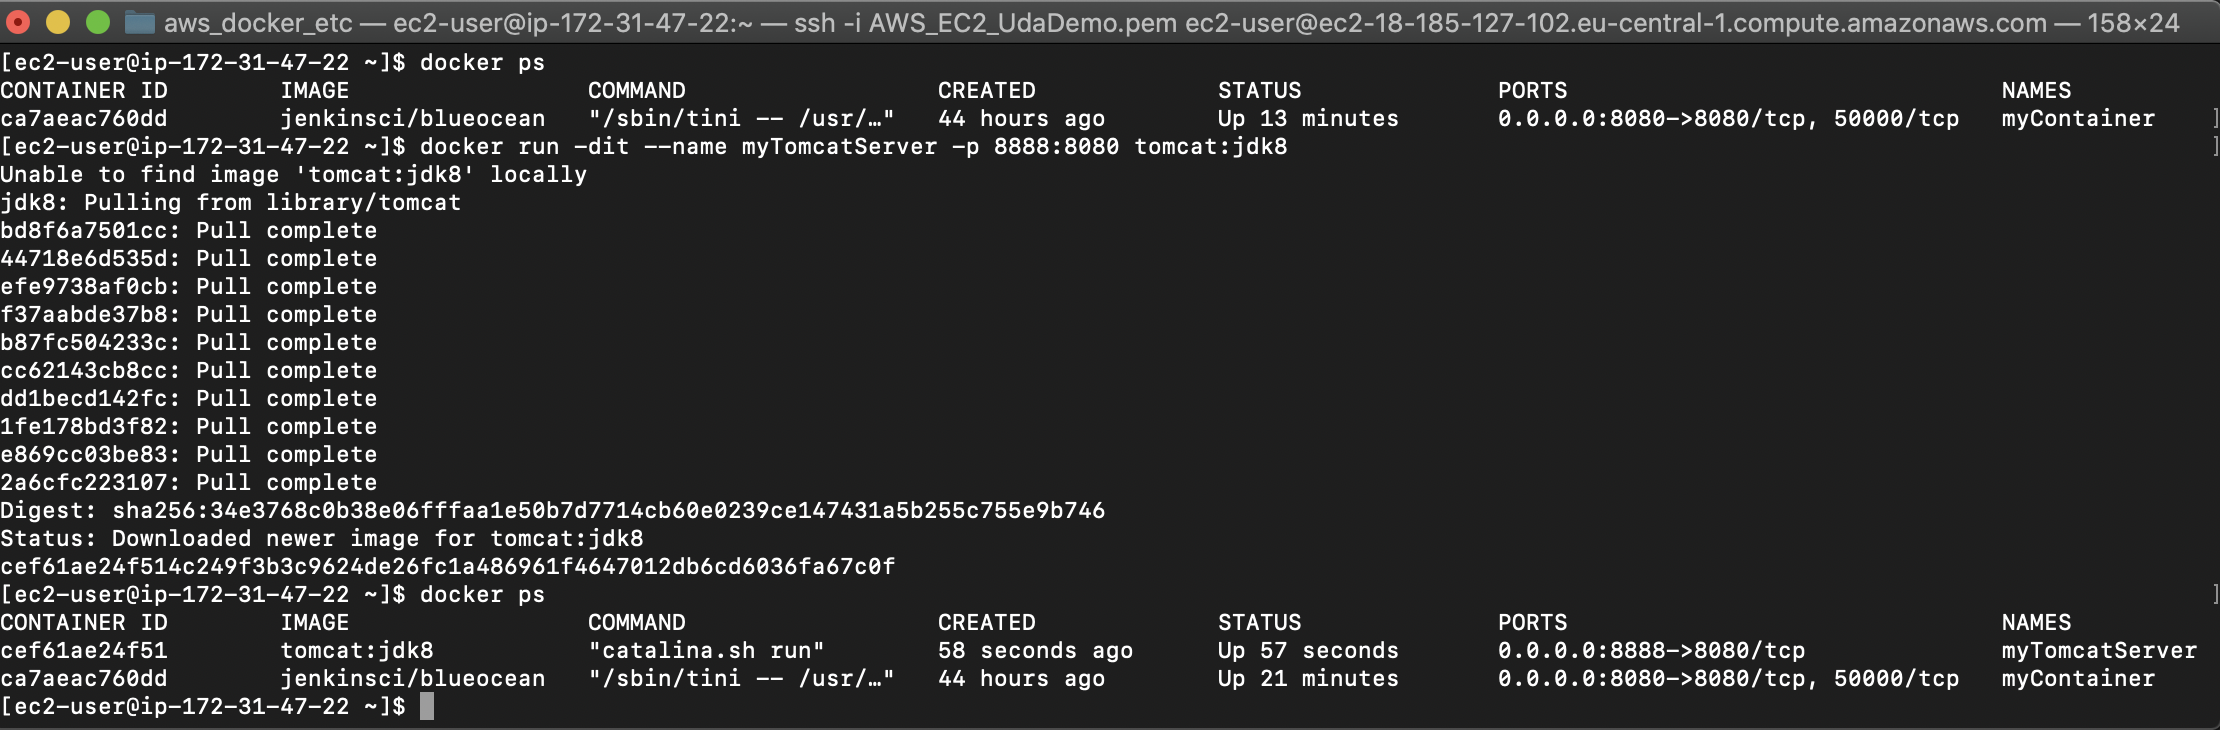 aws_docker_etc — ec2-user@ip-172-31-47-22:~ — ssh -i AWS_EC2_UdaDemo.pem ec2-user@ec2-18-185-127-102.eu-central-1.compute.amazonaws.com — 158×24
[ec2-user@ip-172-31-47-22 ~]$ docker ps
CONTAINER ID        IMAGE                 COMMAND                  CREATED             STATUS              PORTS                               NAMES
ca7aeac760dd        jenkinsci/blueocean   "/sbin/tini -- /usr/…"   44 hours ago        Up 13 minutes       0.0.0.0:8080->8080/tcp, 50000/tcp   myContainer    ]
[ec2-user@ip-172-31-47-22 ~]$ docker run -dit --name myTomcatServer -p 8888:8080 tomcat:jdk8 ]
Unable to find image 'tomcat:jdk8' locally
jdk8: Pulling from library/tomcat
bd8f6a7501cc: Pull complete
44718e6d535d: Pull complete
efe9738af0cb: Pull complete
f37aabde37b8: Pull complete
b87fc504233c: Pull complete
cc62143cb8cc: Pull complete
dd1becd142fc: Pull complete
1fe178bd3f82: Pull complete
e869cc03be83: Pull complete
2a6cfc223107: Pull complete
Digest: sha256:34e3768c0b38e06fffaa1e50b7d7714cb60e0239ce147431a5b255c755e9b746
Status: Downloaded newer image for tomcat:jdk8
cef61ae24f514c249f3b3c9624de26fc1a486961f4647012db6cd6036fa67c0f
[ec2-user@ip-172-31-47-22 ~]$ docker ps ]
CONTAINER ID        IMAGE                 COMMAND                  CREATED             STATUS              PORTS                               NAMES
cef61ae24f51        tomcat:jdk8           "catalina.sh run"        58 seconds ago      Up 57 seconds       0.0.0.0:8888->8080/tcp              myTomcatServer
ca7aeac760dd        jenkinsci/blueocean   "/sbin/tini -- /usr/…"   44 hours ago        Up 21 minutes       0.0.0.0:8080->8080/tcp, 50000/tcp   myContainer
[ec2-user@ip-172-31-47-22 ~]$